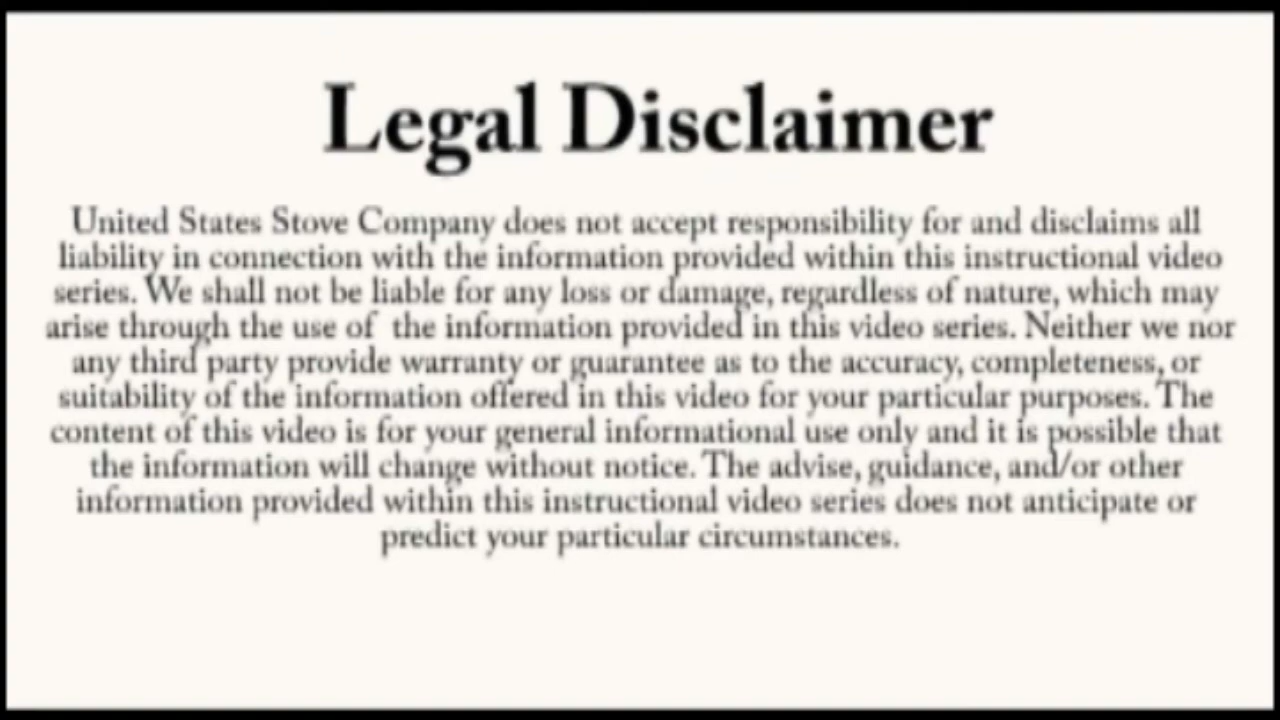 Legal Disclaimer
United States Stove Company does not accept responsibility for and disclaims all
liability in connection with the information provided within this instructional video
series. We shall not be liable for any loss or damage, regardless of nature, which may
arise through the use of the information provided in this video series. Neither we nor
any third party provide warranty or guarantee as to the accuracy, completeness, or
suitability of the information offered in this video for your particular purposes. The
content of this video is for your general informational use only and it is possible that
the information will change without notice. The advise, guidance, and/or other
information provided within this instructional video series does not anticipate or
predict your particular circumstances.